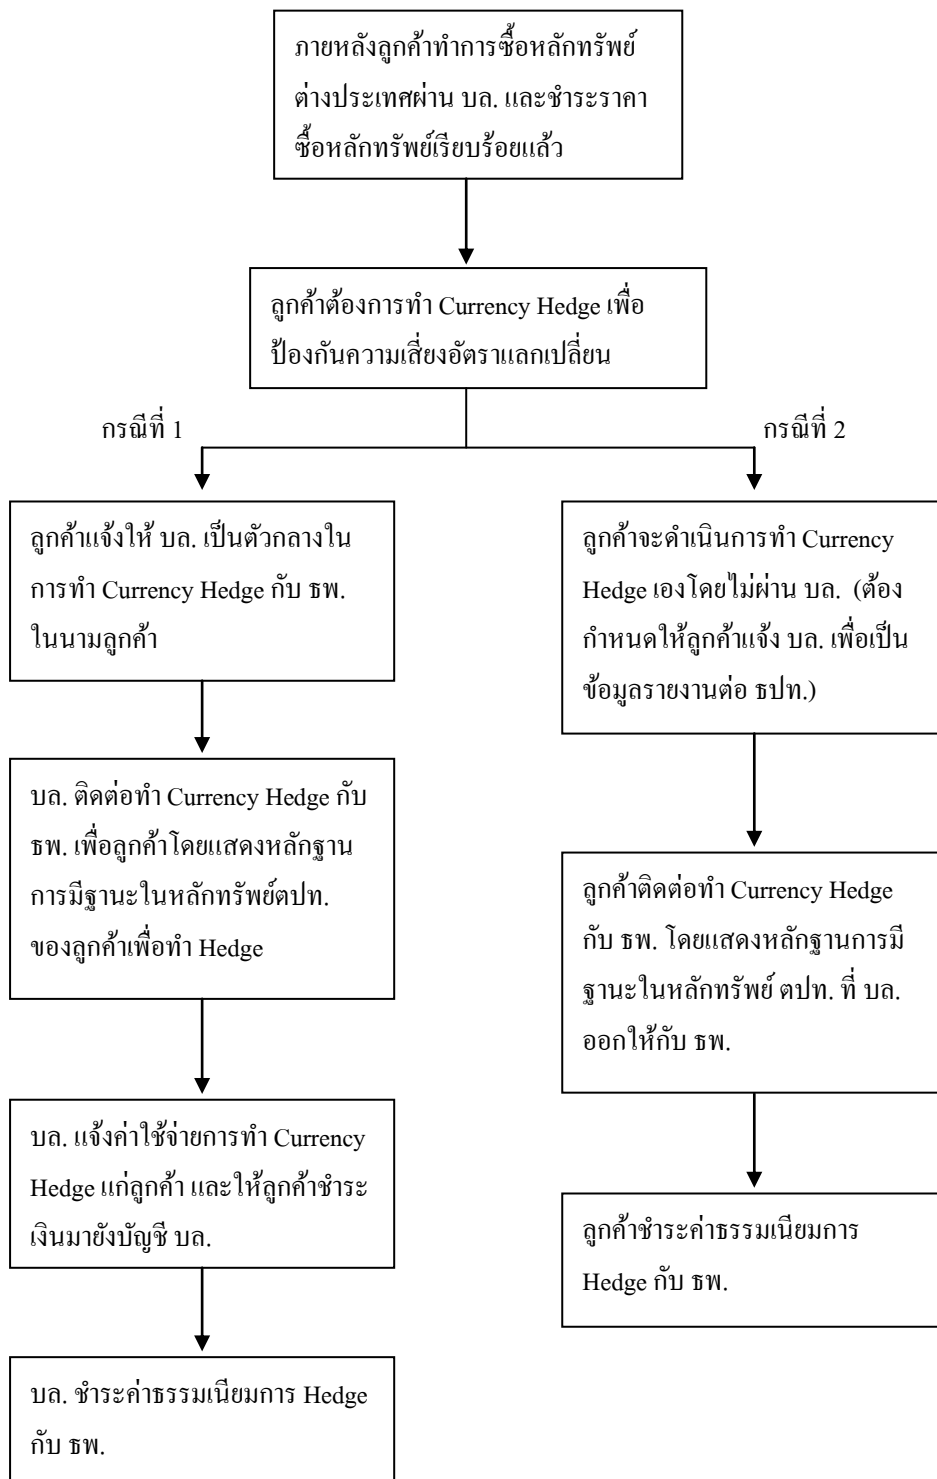 ภายหลังลูกค้าทำการซื้อหลักทรัพย์
ต่างประเทศผ่าน บล. และชำระราคา
ซื้อหลักทรัพย์เรียบร้อยแล้ว
ลูกค้าต้องการทำ Currency Hedge เพื่อ
ป้องกันความเสี่ยงอัตราแลกเปลี่ยน
กรณีที่ 1
ลูกค้าแจ้งให้ บล. เป็นตัวกลางใน
การทำ Currency Hedge กับ ธพ.
ในนามลูกค้า
บล. ติดต่อทำ Currency Hedge กับ
ธพ. เพื่อลูกค้าโดยแสดงหลักฐาน
การมีฐานะในหลักทรัพย์ตปท.
ของลูกค้าเพื่อทำ Hedge
บล. แจ้งค่าใช้จ่ายการทำ Currency
Hedge แก่ลูกค้า และให้ลูกค้าชำระ
เงินมายังบัญชี บล.
บล. ชำระค่าธรรมเนียมการ Hedge
กับ ธพ.
กรณีที่ 2
ลูกค้าจะดำเนินการทำ Currency
Hedge เองโดยไม่ผ่าน บล. (ต้อง
กำหนดให้ลูกค้าแจ้ง บล. เพื่อเป็น
ข้อมูลรายงานต่อ ธปท.)
ลูกค้าติดต่อทำ Currency Hedge
กับ ธพ. โดยแสดงหลักฐานการมี
ฐานะในหลักทรัพย์ ตปท. ที่ บล.
ออกให้กับ ธพ.
ลูกค้าชำระค่าธรรมเนียมการ
Hedge กับ ธพ.